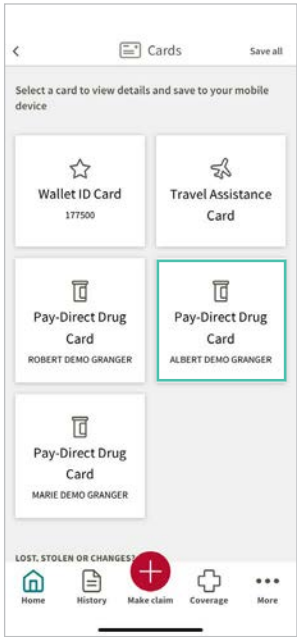 Cards
Save all
Select a card to view details and save to your mobile
device
Wallet ID Card
177500
Travel Assistance
Card
Pay-Direct Drug
Card
ROBERT DEMO GRANGER
Pay-Direct Drug
Card
ALBERT DEMO GRANGER
Pay-Direct Drug
Card
MARIE DEMO GRANGER
LOST, STOLEN OR CHANGES?
Home
History
Make claim
Coverage
More